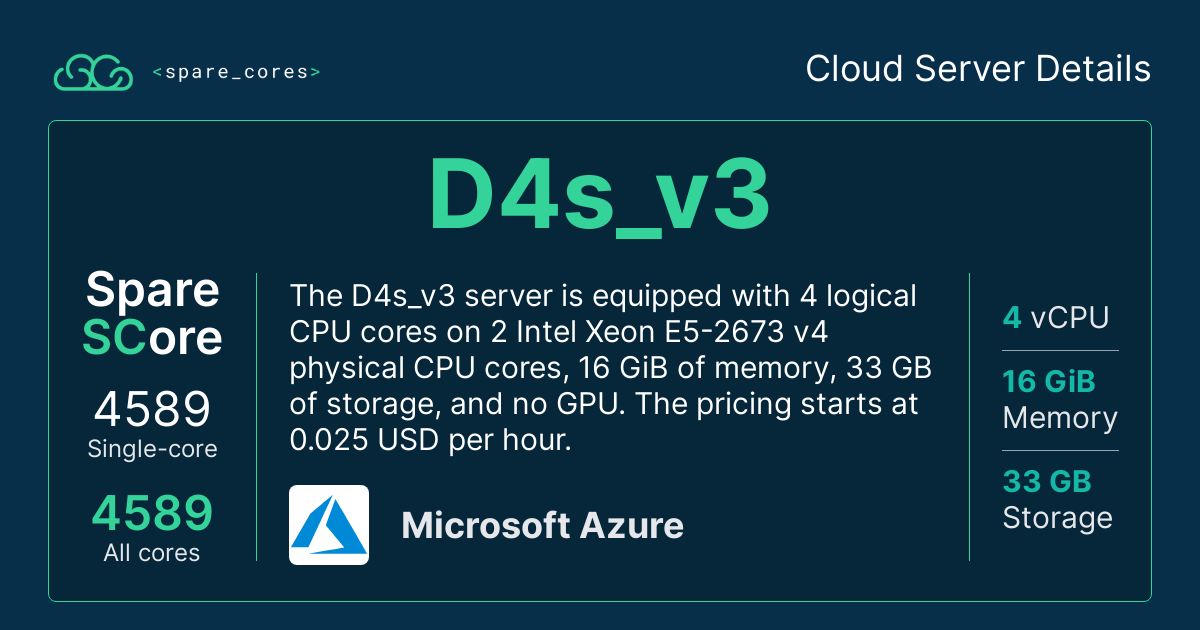 <spare_cores>
Cloud Server Details
D4s_v3
Spare
SCore
4589
Single-core
4589
All cores
The D4s_v3 server is equipped with 4 logical
CPU cores on 2 Intel Xeon E5-2673 v4
physical CPU cores, 16 GiB of memory, 33 GB
of storage, and no GPU. The pricing starts at
0.025 USD per hour.
Microsoft Azure
4 vCPU
16 GiB
Memory
33 GB
Storage